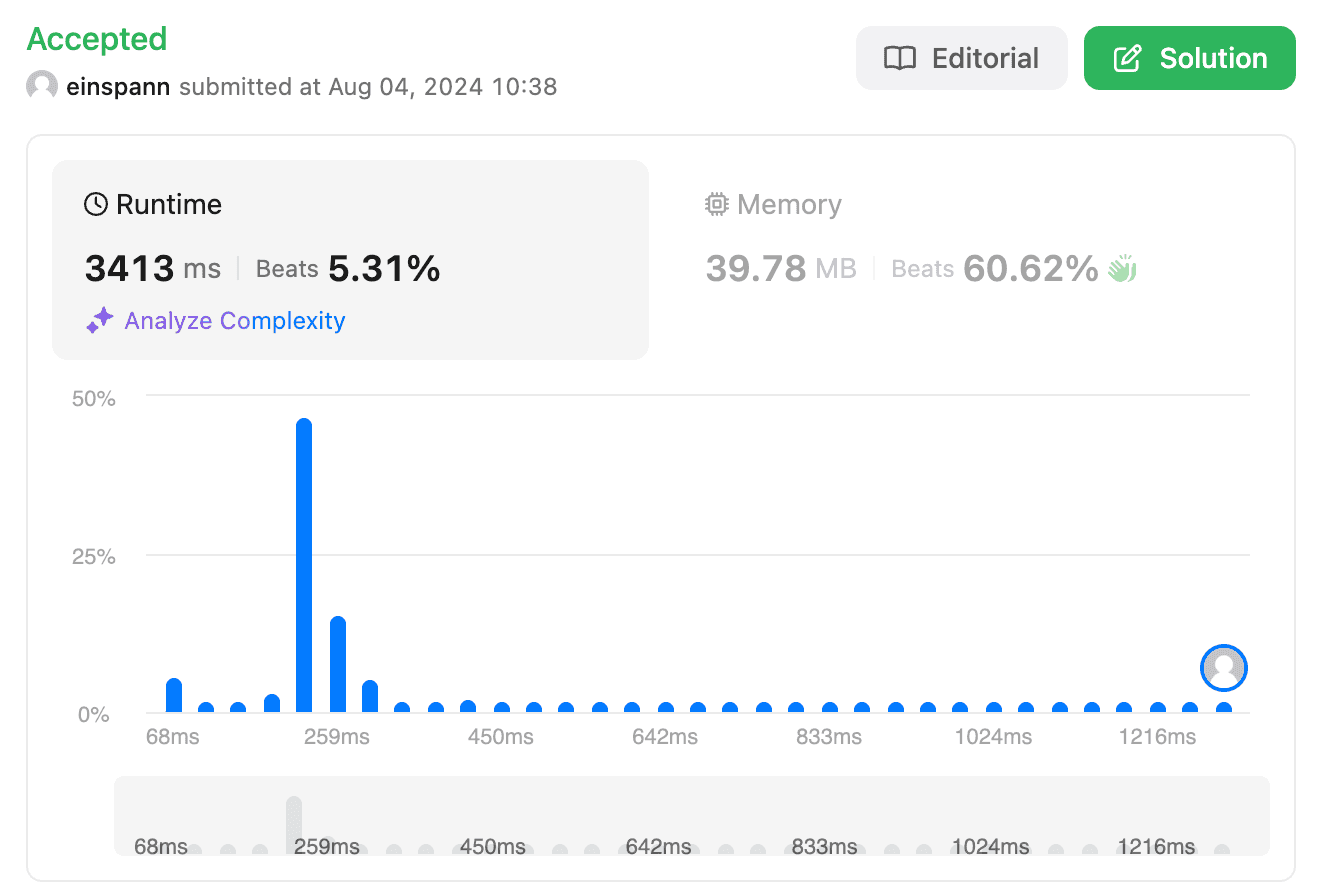 Accepted
einspann submitted at Aug 04, 2024 10:38
Editorial
Solution
Runtime
3413 ms Beats 5.31%
Analyze Complexity
Memory
39.78 MB Beats 60.62%
50%
25%
0%
68ms 259ms 450ms 642ms 833ms 1024ms 1216ms
68ms 259ms 450ms 642ms 833ms 1024ms 1216ms